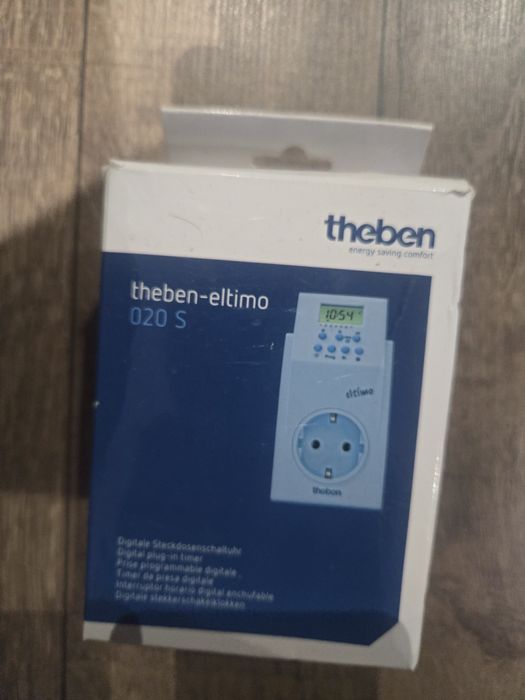 theben
energy saving comfort
theben-eltimo
020 S
10:54
Prog
eltimo
theben
Digitale Steckdosenschaltuhr
Digital plug-in timer
Prise programmable digitale
Timer da presa digitale
Interruptor horario digital enchufable
Digitale stekkerschakelklokken